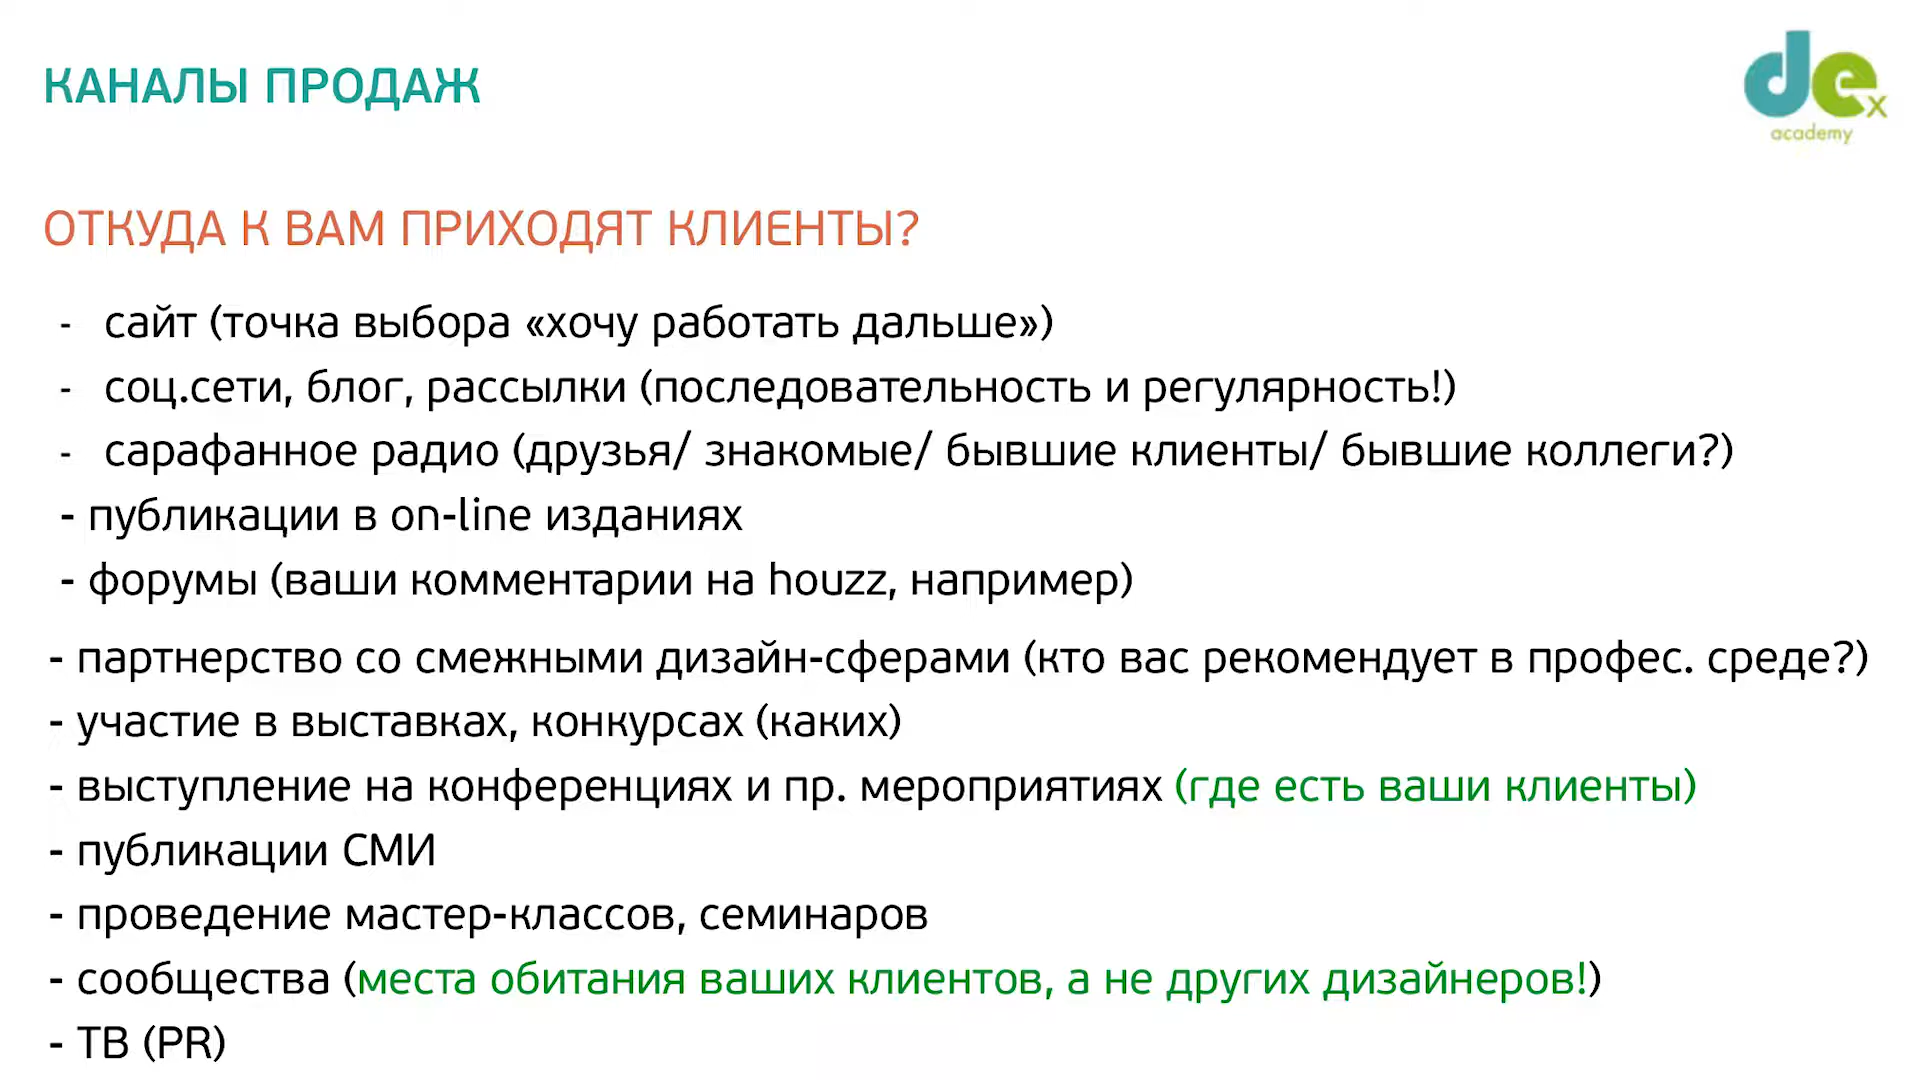 КАНАЛЫ ПРОДАЖ
dex
academy
ОТКУДА К ВАМ ПРИХОДЯТ КЛИЕНТЫ?
- сайт (точка выбора «хочу работать дальше»)
- соц.сети, блог, рассылки (последовательность и регулярность!)
- сарафанное радио (друзья/ знакомые/ бывшие клиенты/ бывшие коллеги?)
- публикации в on-line изданиях
- форумы (ваши комментарии на houzz, например)
- партнерство со смежными дизайн-сферами (кто вас рекомендует в профес. среде?)
- участие в выставках, конкурсах (каких)
- выступление на конференциях и пр. мероприятиях (где есть ваши клиенты)
- публикации СМИ
- проведение мастер-классов, семинаров
- сообщества (места обитания ваших клиентов, а не других дизайнеров!)
- ТВ (PR)